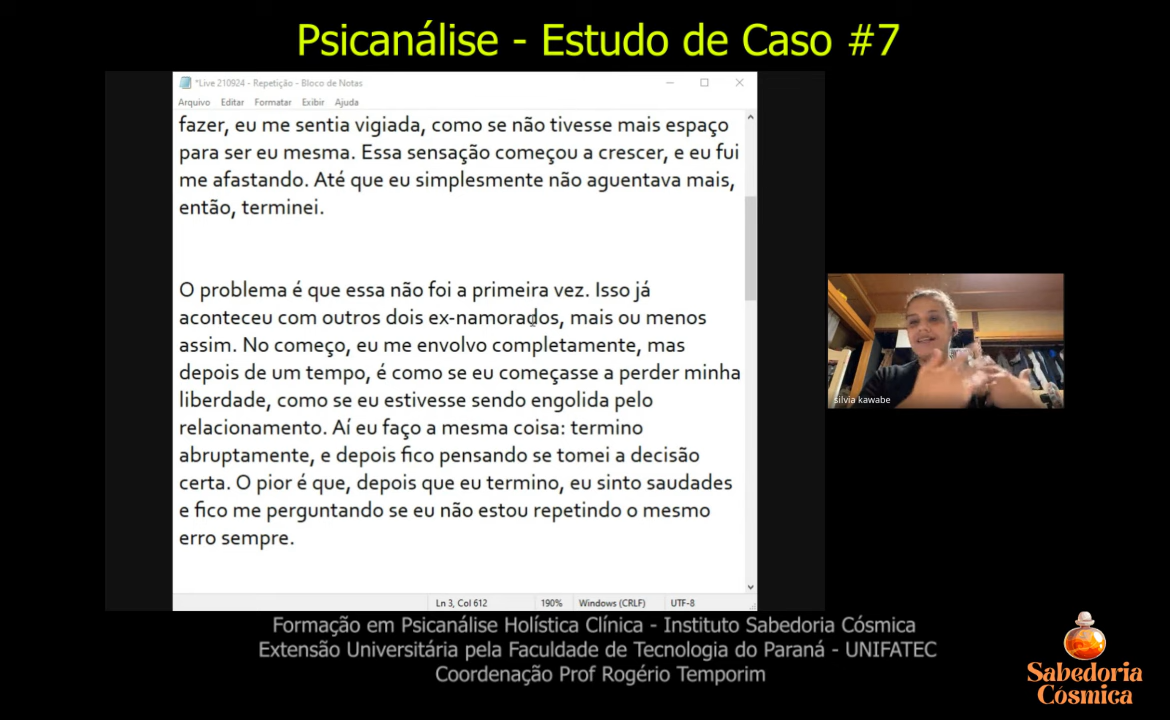 Psicanálise - Estudo de Caso #7
*Live 210924 - Repetição - Bloco de Notas
Arquivo Editar Formatar Exibir Ajuda
fazer, eu me sentia vigiada, como se não tivesse mais espaço
para ser eu mesma. Essa sensação começou a crescer, e eu fui
me afastando. Até que eu simplesmente não aguentava mais,
então, terminei.
O problema é que essa não foi a primeira vez. Isso já
aconteceu com outros dois ex-namorados, mais ou menos
assim. No começo, eu me envolvo completamente, mas
depois de um tempo, é como se eu começasse a perder minha
liberdade, como se eu estivesse sendo engolida pelo
relacionamento. Aí eu faço a mesma coisa: termino
abruptamente, e depois fico pensando se tomei a decisão
certa. O pior é que, depois que eu termino, eu sinto saudades
e fico me perguntando se eu não estou repetindo o mesmo
erro sempre.
Ln 3, Col 612 190% Windows (CRLF) UTF-8
silvia kawabe
Formação em Psicanálise Holística Clínica - Instituto Sabedoria Cósmica
Extensão Universitária pela Faculdade de Tecnologia do Paraná - UNIFATEC
Coordenação Prof Rogério Temporim
Sabedoria
Cósmica